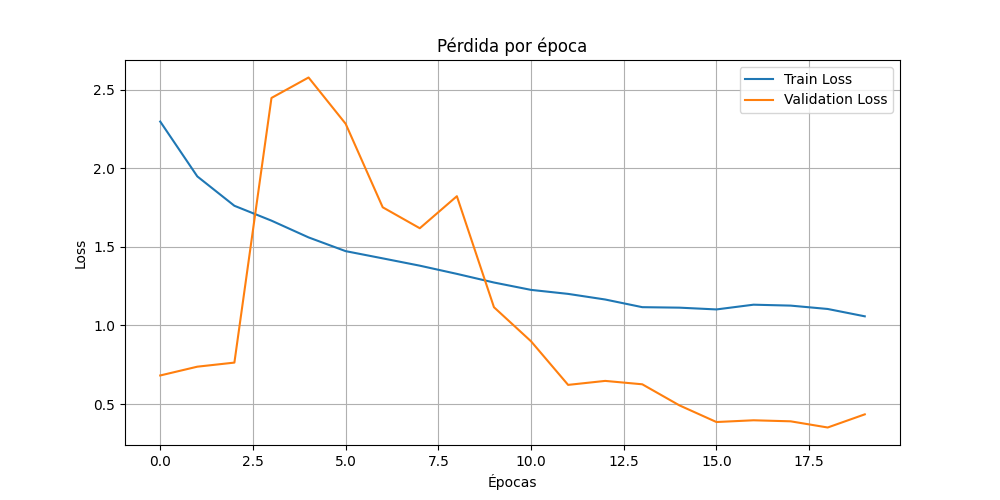 Pérdida por época
Train Loss
Validation Loss
2.5
2.0
1.5
1.0
0.5
Loss
0.0 2.5 5.0 7.5 10.0 12.5 15.0 17.5
Épocas